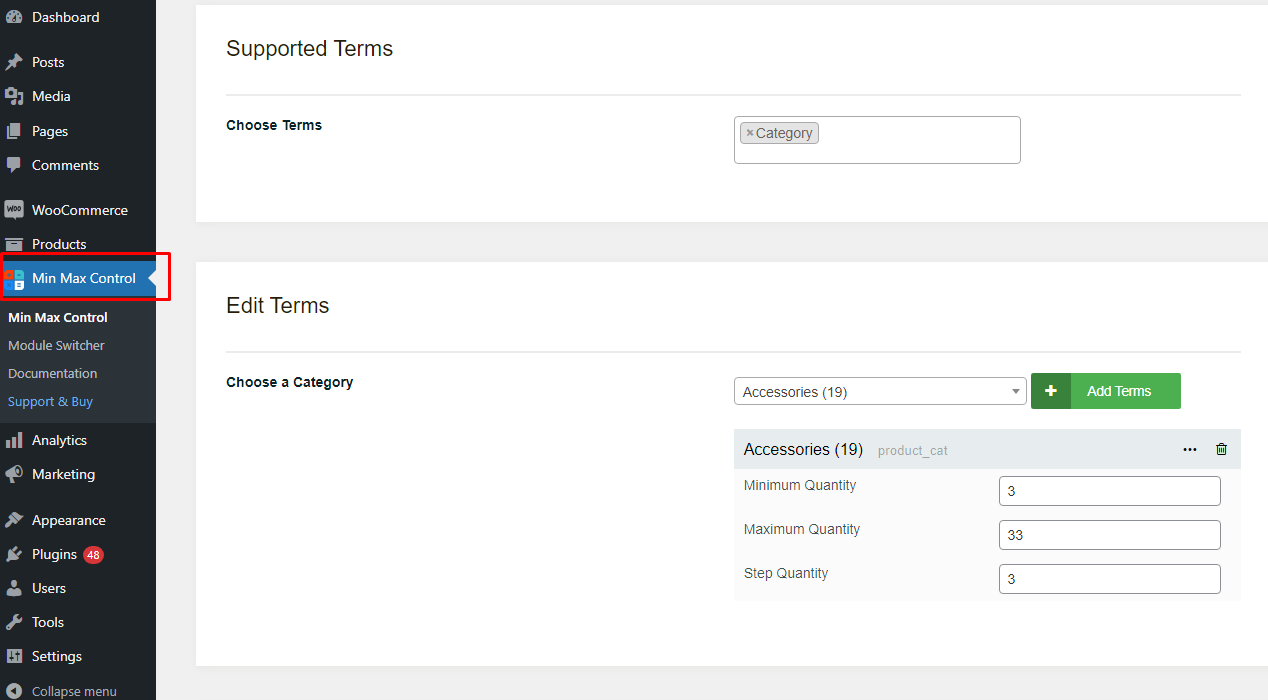 Dashboard
Posts
Media
Pages
Comments
WOO WooCommerce
Products
Min Max Control
Min Max Control
Module Switcher
Documentation
Support & Buy
Analytics
Marketing
Appearance
Plugins 48
Users
Tools
Settings
Collapse menu
Supported Terms
Choose Terms
× Category
Edit Terms
Choose a Category
Accessories (19)
+ Add Terms
Accessories (19) product_cat
Minimum Quantity
3
Maximum Quantity
33
Step Quantity
3